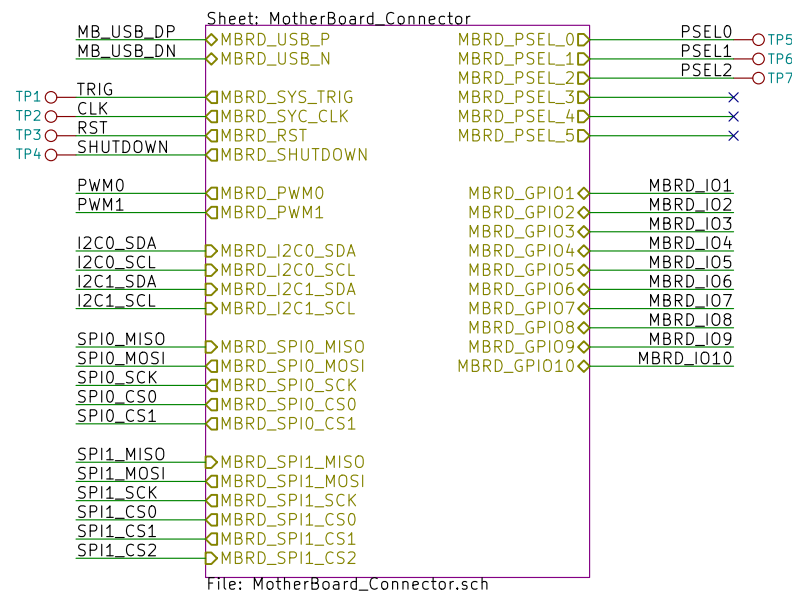 Sheet: MotherBoard_Connector
MB_USB_DP MBRD_USB_P MBRD_PSEL_0 PSEL0 TP5
MB_USB_DN MBRD_USB_N MBRD_PSEL_1 PSEL1 TP6
MBRD_PSEL_2 PSEL2 TP7
TP1 TRIG MBRD_SYS_TRIG MBRD_PSEL_3
TP2 CLK MBRD_SYC_CLK MBRD_PSEL_4
TP3 RST MBRD_RST MBRD_PSEL_5
TP4 SHUTDOWN MBRD_SHUTDOWN
PWM0 MBRD_PWM0 MBRD_GPIO1 MBRD_IO1
PWM1 MBRD_PWM1 MBRD_GPIO2 MBRD_IO2
MBRD_GPIO3 MBRD_IO3
I2C0_SDA MBRD_I2C0_SDA MBRD_GPIO4 MBRD_IO4
I2C0_SCL MBRD_I2C0_SCL MBRD_GPIO5 MBRD_IO5
I2C1_SDA MBRD_I2C1_SDA MBRD_GPIO6 MBRD_IO6
I2C1_SCL MBRD_I2C1_SCL MBRD_GPIO7 MBRD_IO7
MBRD_GPIO8 MBRD_IO8
SPI0_MISO MBRD_SPI0_MISO MBRD_GPIO9 MBRD_IO9
SPI0_MOSI MBRD_SPI0_MOSI MBRD_GPIO10 MBRD_IO10
SPI0_SCK MBRD_SPI0_SCK
SPI0_CS0 MBRD_SPI0_CS0
SPI0_CS1 MBRD_SPI0_CS1
SPI1_MISO MBRD_SPI1_MISO
SPI1_MOSI MBRD_SPI1_MOSI
SPI1_SCK MBRD_SPI1_SCK
SPI1_CS0 MBRD_SPI1_CS0
SPI1_CS1 MBRD_SPI1_CS1
SPI1_CS2 MBRD_SPI1_CS2
File: MotherBoard_Connector.sch